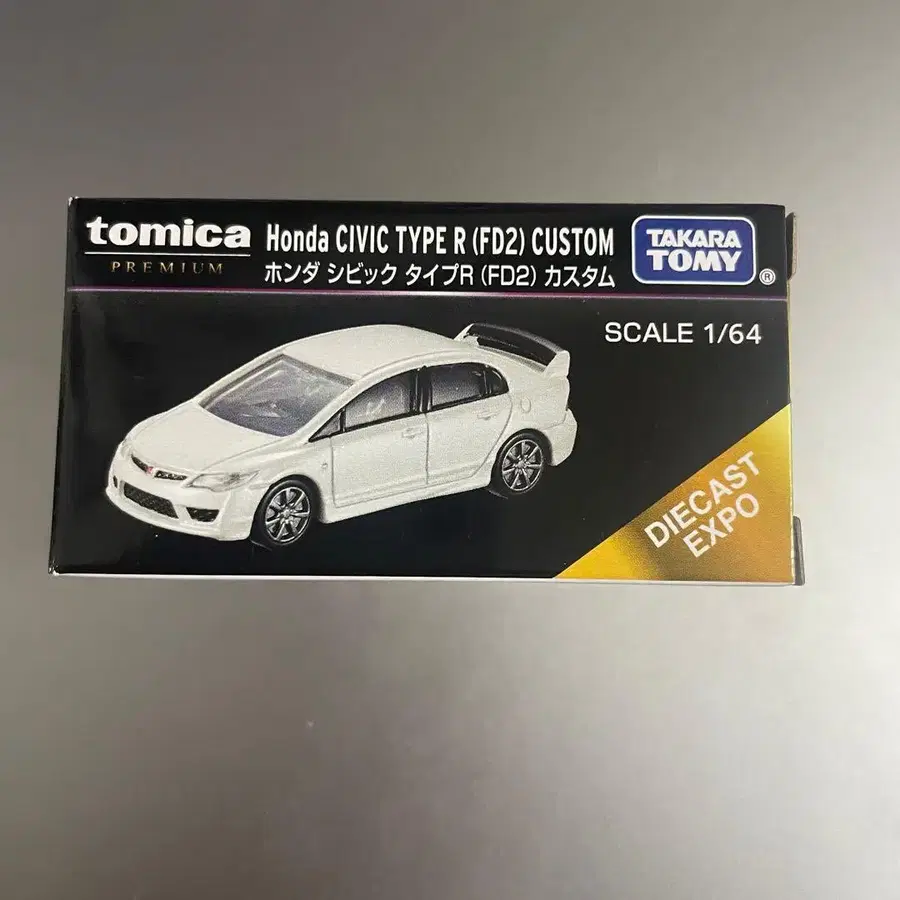 tomica
PREMIUM
Honda CIVIC TYPE R (FD2) CUSTOM
ホンダ シビック タイプR (FD2) カスタム
TAKARA
TOMY
®
SCALE 1/64
DIECAST
EXPO